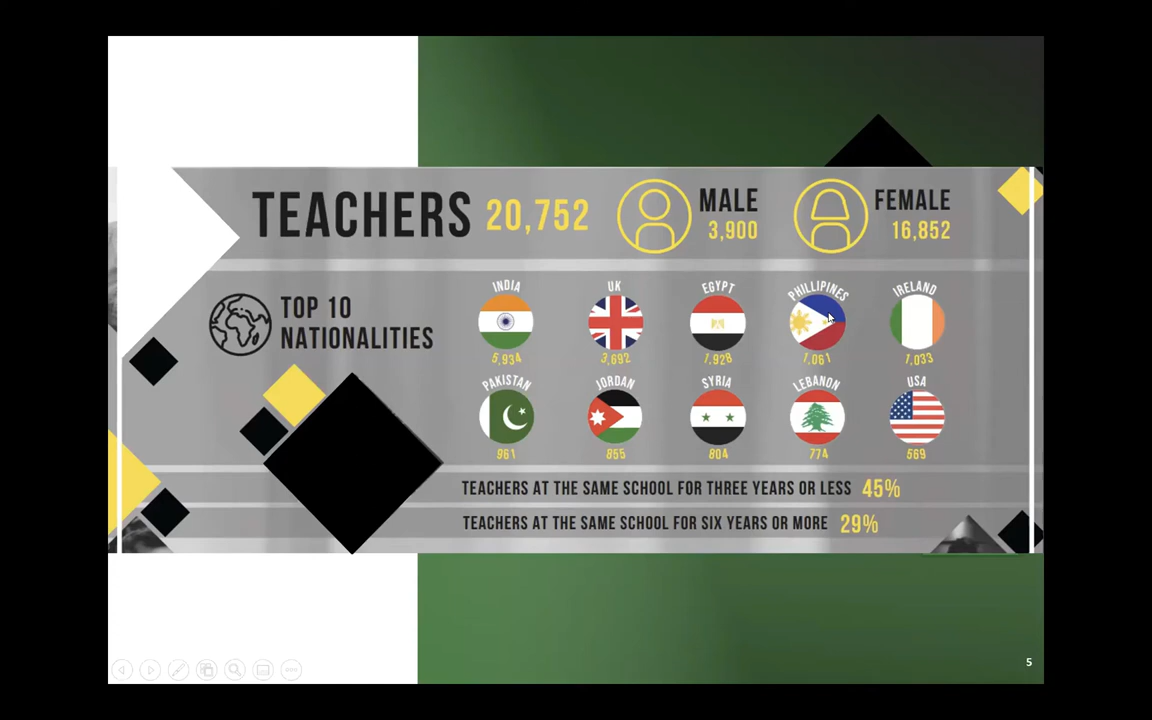 TEACHERS 20,752
MALE
3,900
FEMALE
16,852
TOP 10
NATIONALITIES
INDIA
5,934
UK
3,692
EGYPT
1,928
PHILLIPINES
1,061
IRELAND
1,033
PAKISTAN
961
JORDAN
855
SYRIA
804
LEBANON
774
USA
569
TEACHERS AT THE SAME SCHOOL FOR THREE YEARS OR LESS 45%
TEACHERS AT THE SAME SCHOOL FOR SIX YEARS OR MORE 29%
5